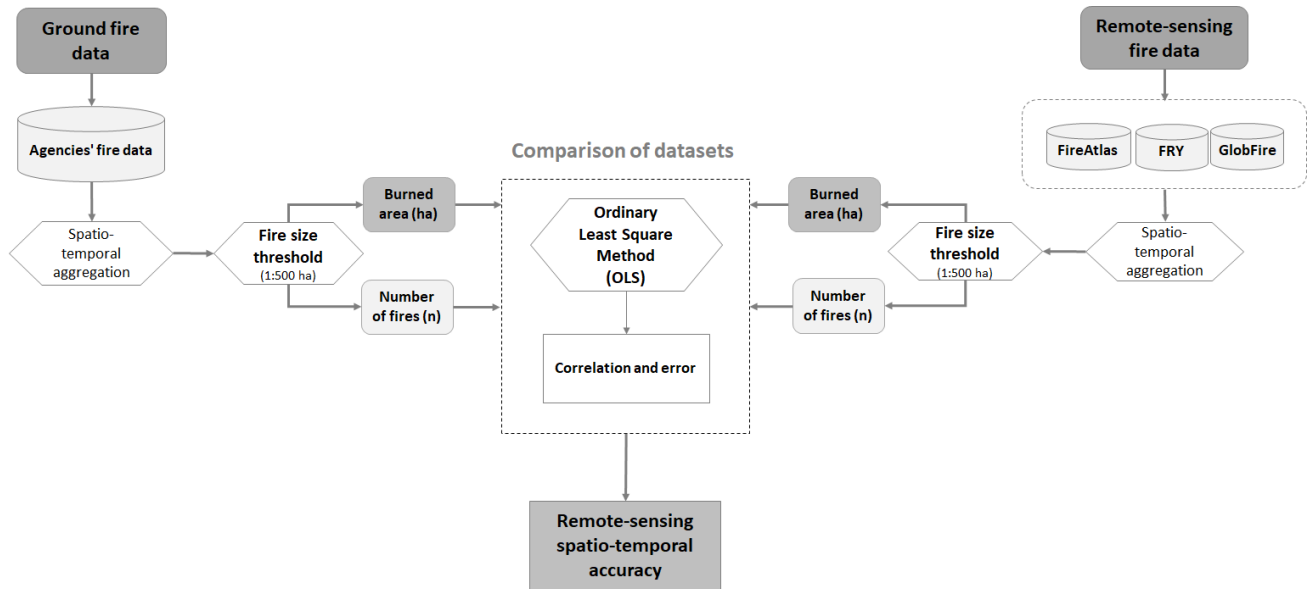 Ground fire
data
Agencies' fire data
Spatio-
temporal
aggregation
Fire size
threshold
(1:500 ha)
Burned
area (ha)
Number
of fires (n)
Comparison of datasets
Ordinary
Least Square
Method
(OLS)
Correlation and error
Remote-sensing
spatio-temporal
accuracy
Remote-sensing
fire data
FireAtlas
FRY
GlobFire
Spatio-
temporal
aggregation
Fire size
threshold
(1:500 ha)
Burned
area (ha)
Number
of fires (n)